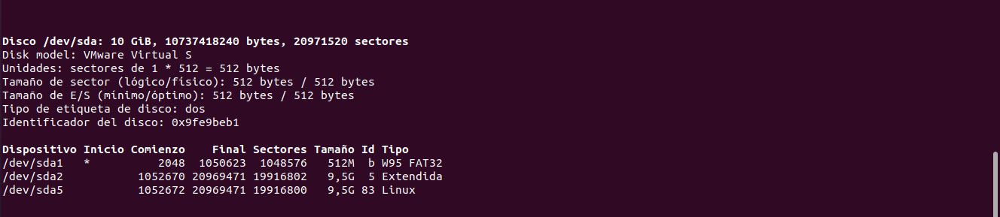 Disco /dev/sda: 10 GiB, 10737418240 bytes, 20971520 sectores
Disk model: VMware Virtual S
Unidades: sectores de 1 * 512 = 512 bytes
Tamaño de sector (lógico/físico): 512 bytes / 512 bytes
Tamaño de E/S (mínimo/óptimo): 512 bytes / 512 bytes
Tipo de etiqueta de disco: dos
Identificador del disco: 0x9fe9beb1
Dispositivo Inicio Comienzo    Final Sectores Tamaño Id Tipo
/dev/sda1   *          2048  1050623  1048576   512M  b W95 FAT32
/dev/sda2           1052670 20969471 19916802   9,5G  5 Extendida
/dev/sda5           1052672 20969471 19916800   9,5G 83 Linux